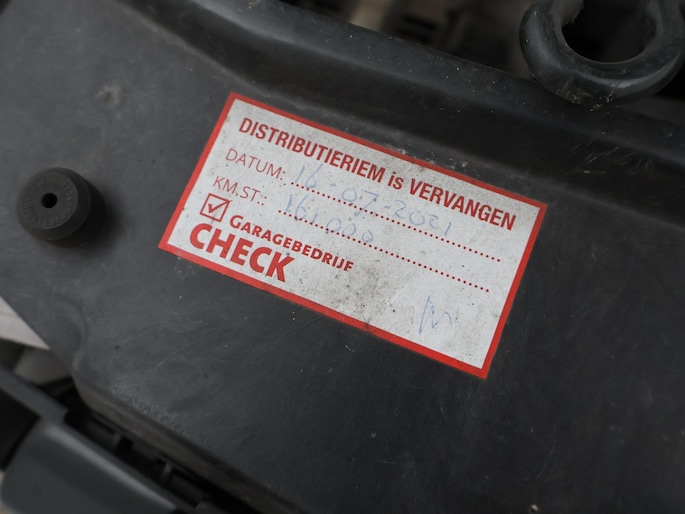 DISTRIBUTIERIEM is VERVANGEN
DATUM: 16-07-2021
KM.ST.: 161.000
GARAGEBEDRIJF
CHECK